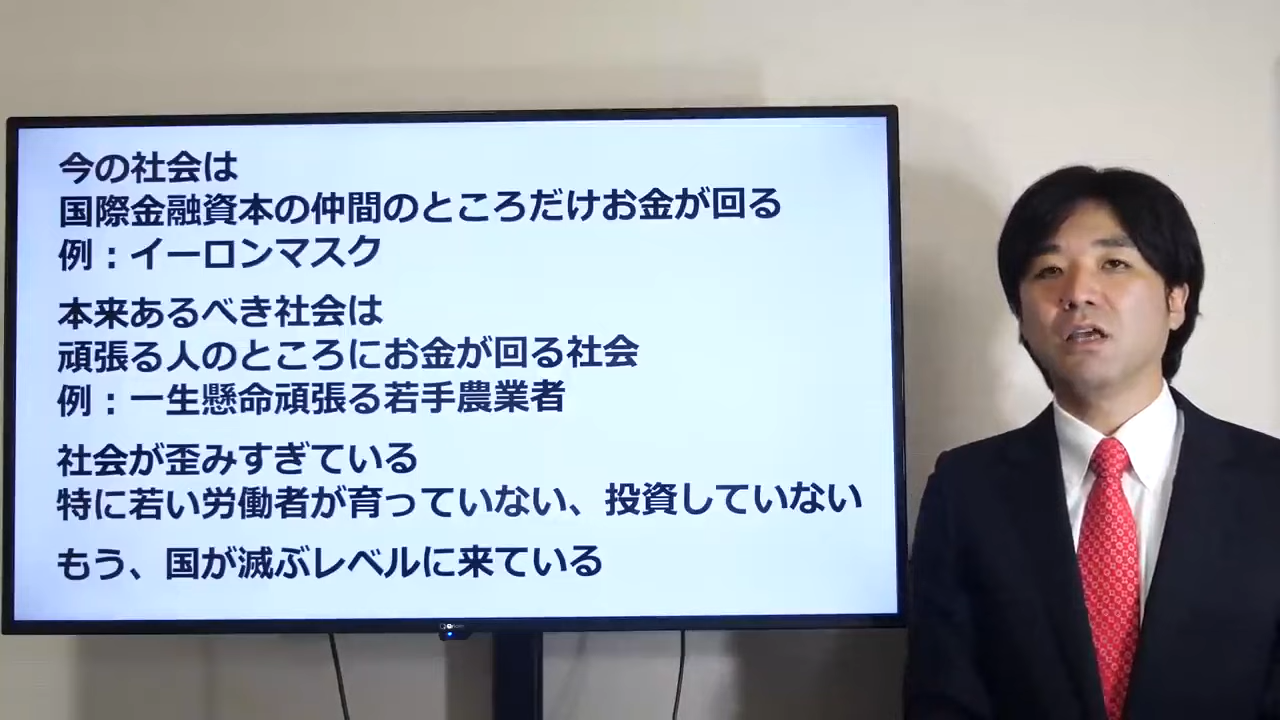 今の社会は
国際金融資本の仲間のところだけお金が回る
例：イーロンマスク
本来あるべき社会は
頑張る人のところにお金が回る社会
例：一生懸命頑張る若手農業者
社会が歪みすぎている
特に若い労働者が育っていない、投資していない
もう、国が滅ぶレベルに来ている